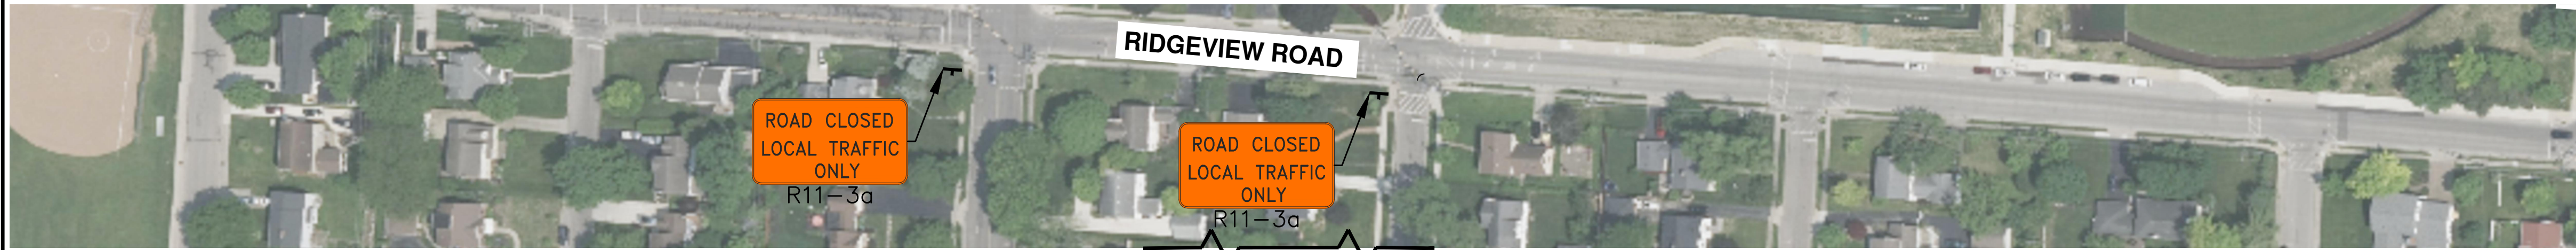 RIDGEVIEW ROAD
ROAD CLOSED
LOCAL TRAFFIC
ONLY
R11-3a
ROAD CLOSED
LOCAL TRAFFIC
ONLY
R11-3a